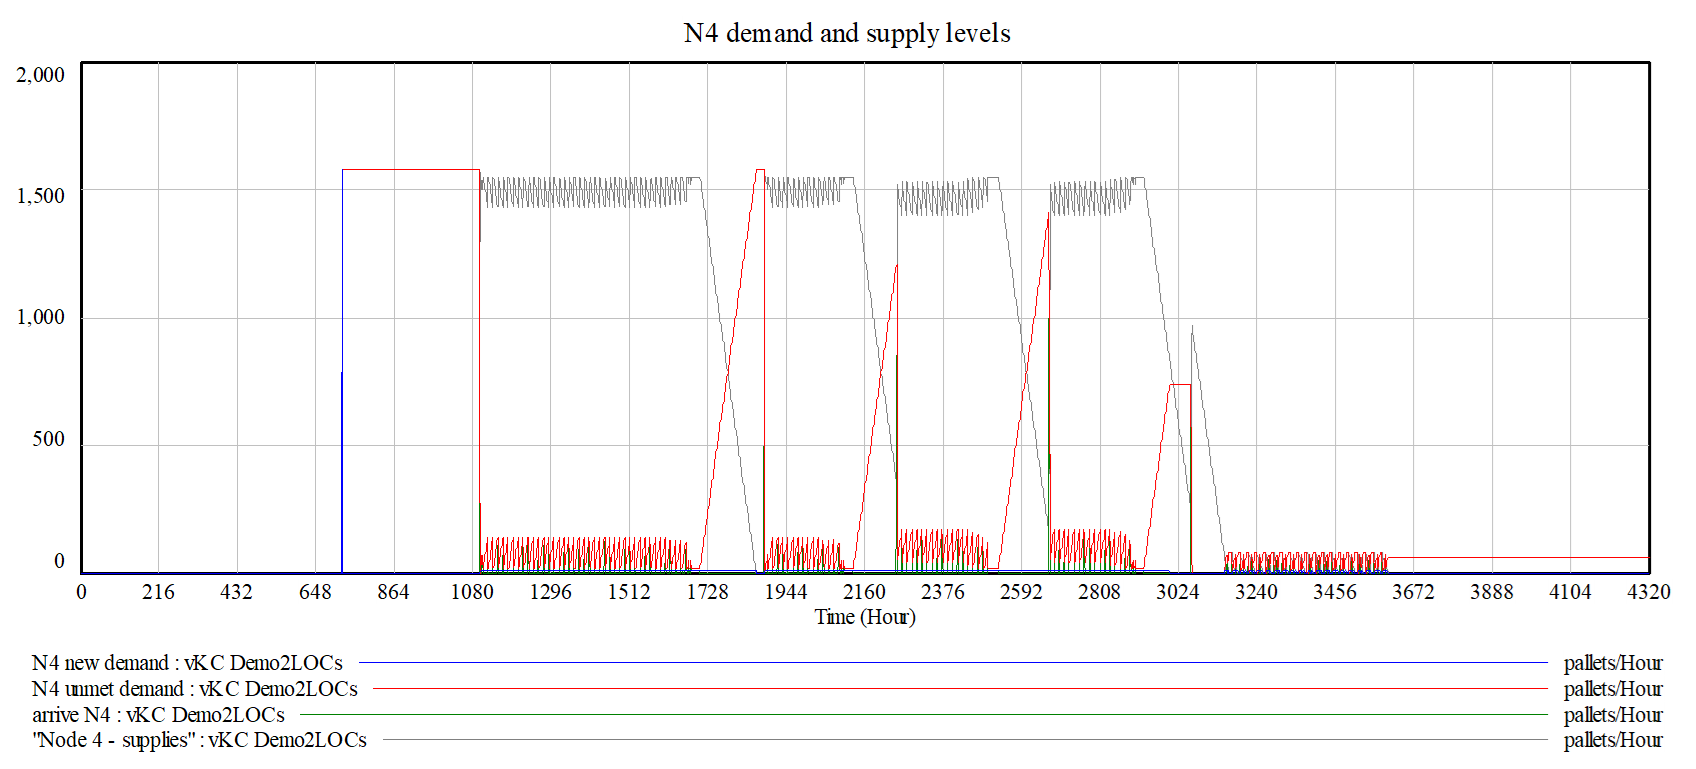 N4 demand and supply levels
2,000
1,500
1,000
500
0
0 216 432 648 864 1080 1296 1512 1728 1944 2160 2376 2592 2808 3024 3240 3456 3672 3888 4104 4320
Time (Hour)
N4 new demand : vKC Demo2LOCs pallets/Hour
N4 unmet demand : vKC Demo2LOCs pallets/Hour
arrive N4 : vKC Demo2LOCs pallets/Hour
"Node 4 - supplies" : vKC Demo2LOCs pallets/Hour